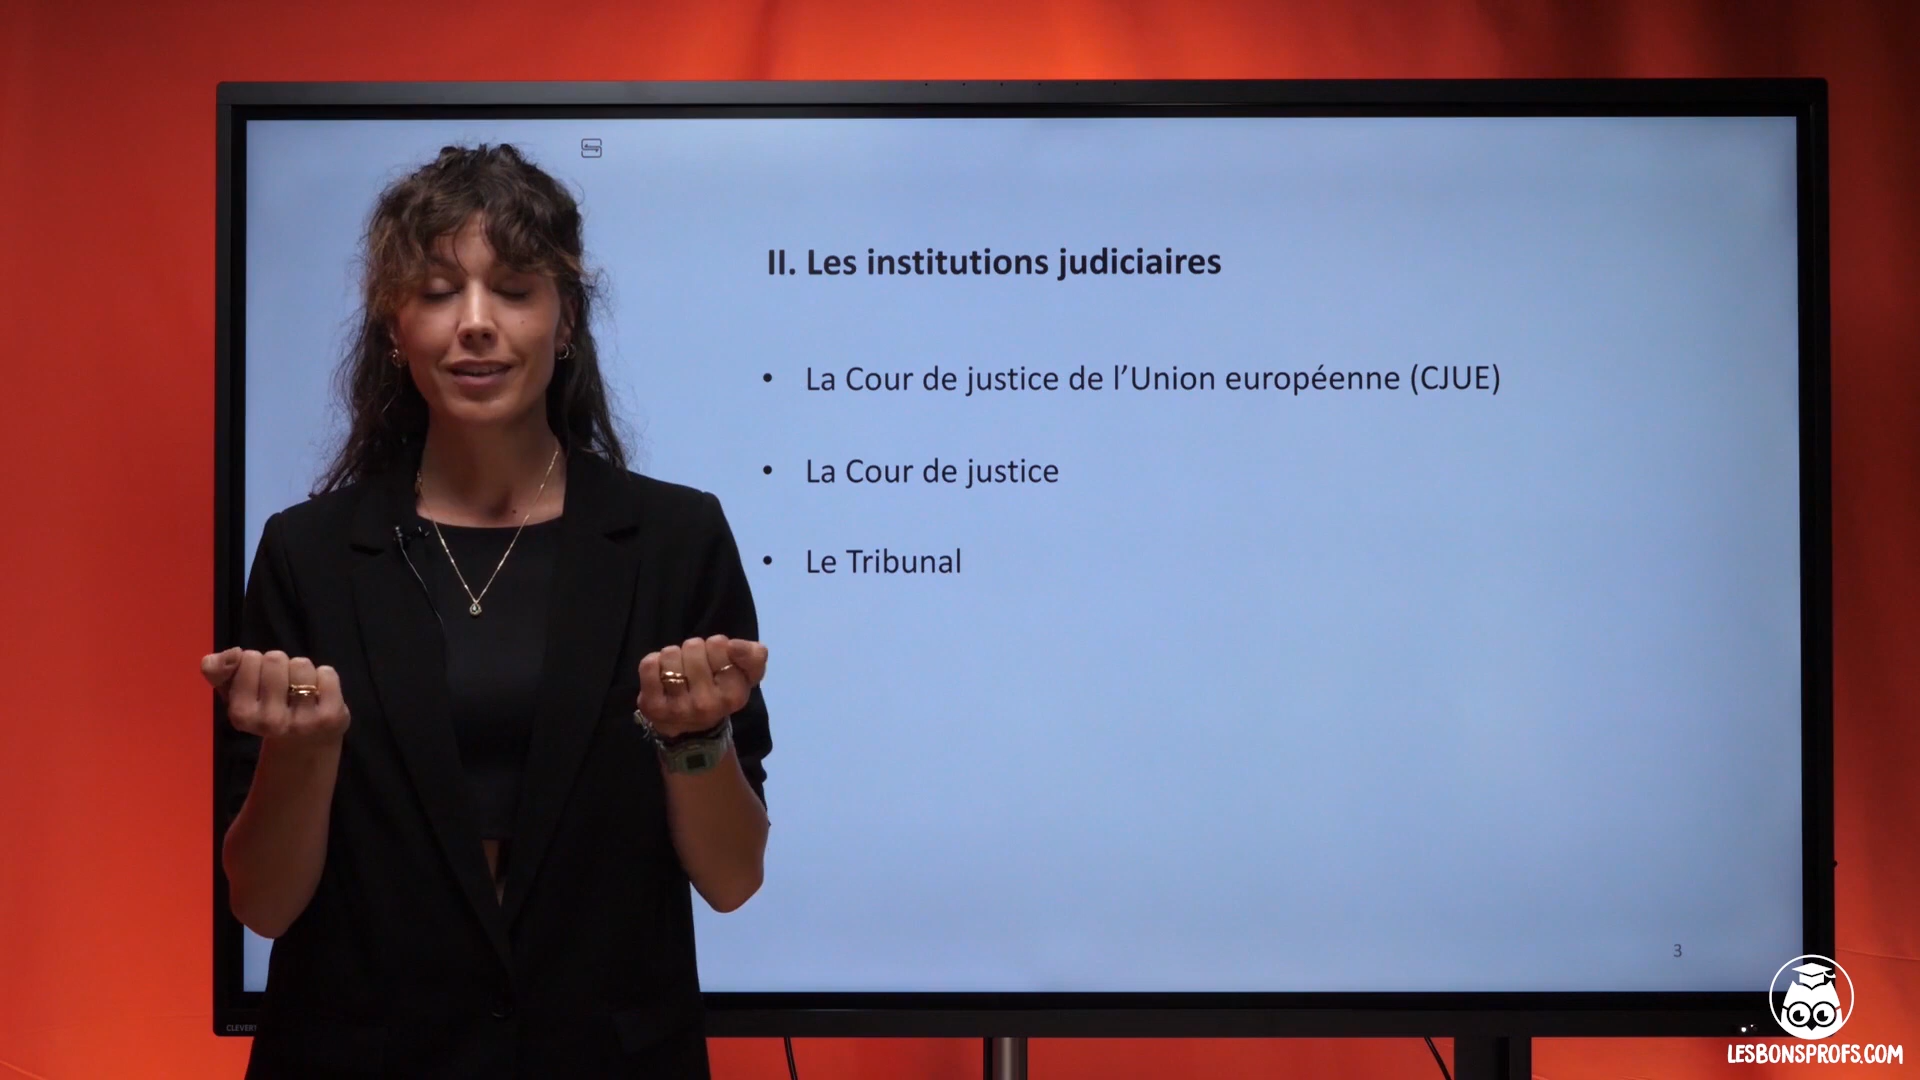 II. Les institutions judiciaires
• La Cour de justice de l’Union européenne (CJUE)
• La Cour de justice
• Le Tribunal
3
LESBONSPROFS.COM